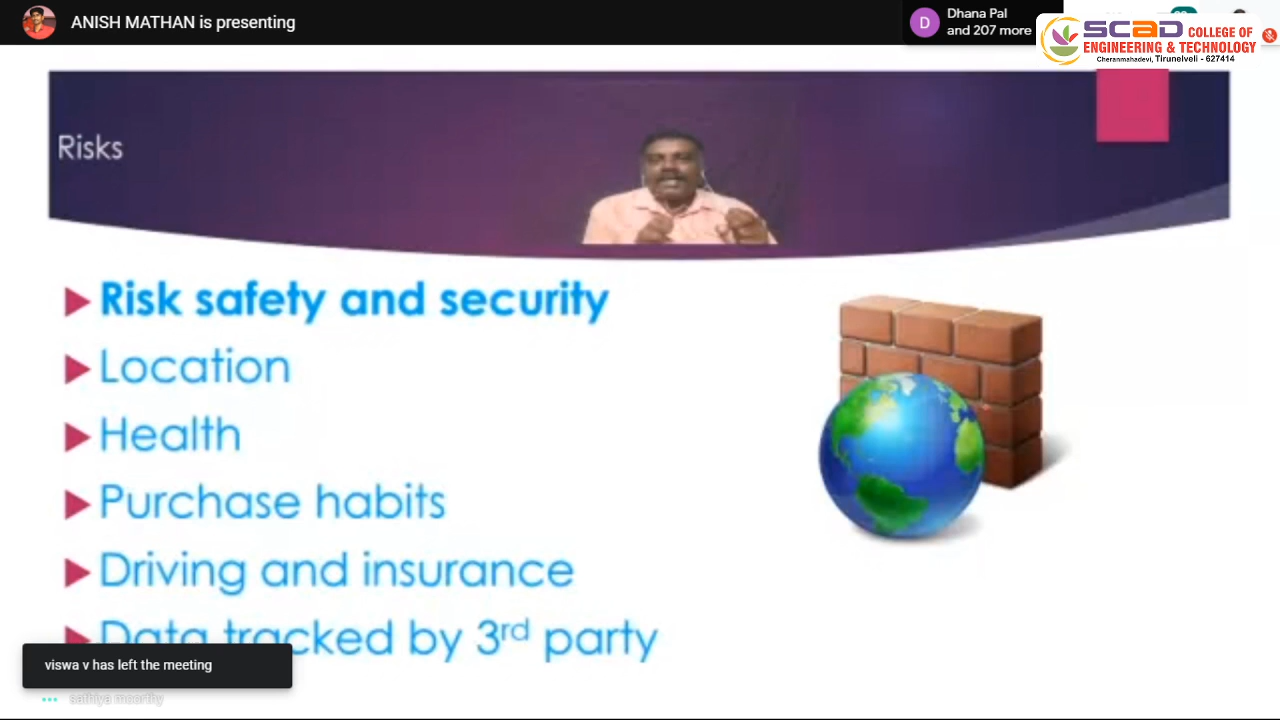 ANISH MATHAN is presenting
D
Dhana Pal
and 207 more
SCAD COLLEGE OF
ENGINEERING & TECHNOLOGY
Cheranmahadevi, Tirunelveli - 627414
Risks
Risk safety and security
Location
Health
Purchase habits
Driving and insurance
Data tracked by 3rd party
viswa v has left the meeting
sathiya moorthy